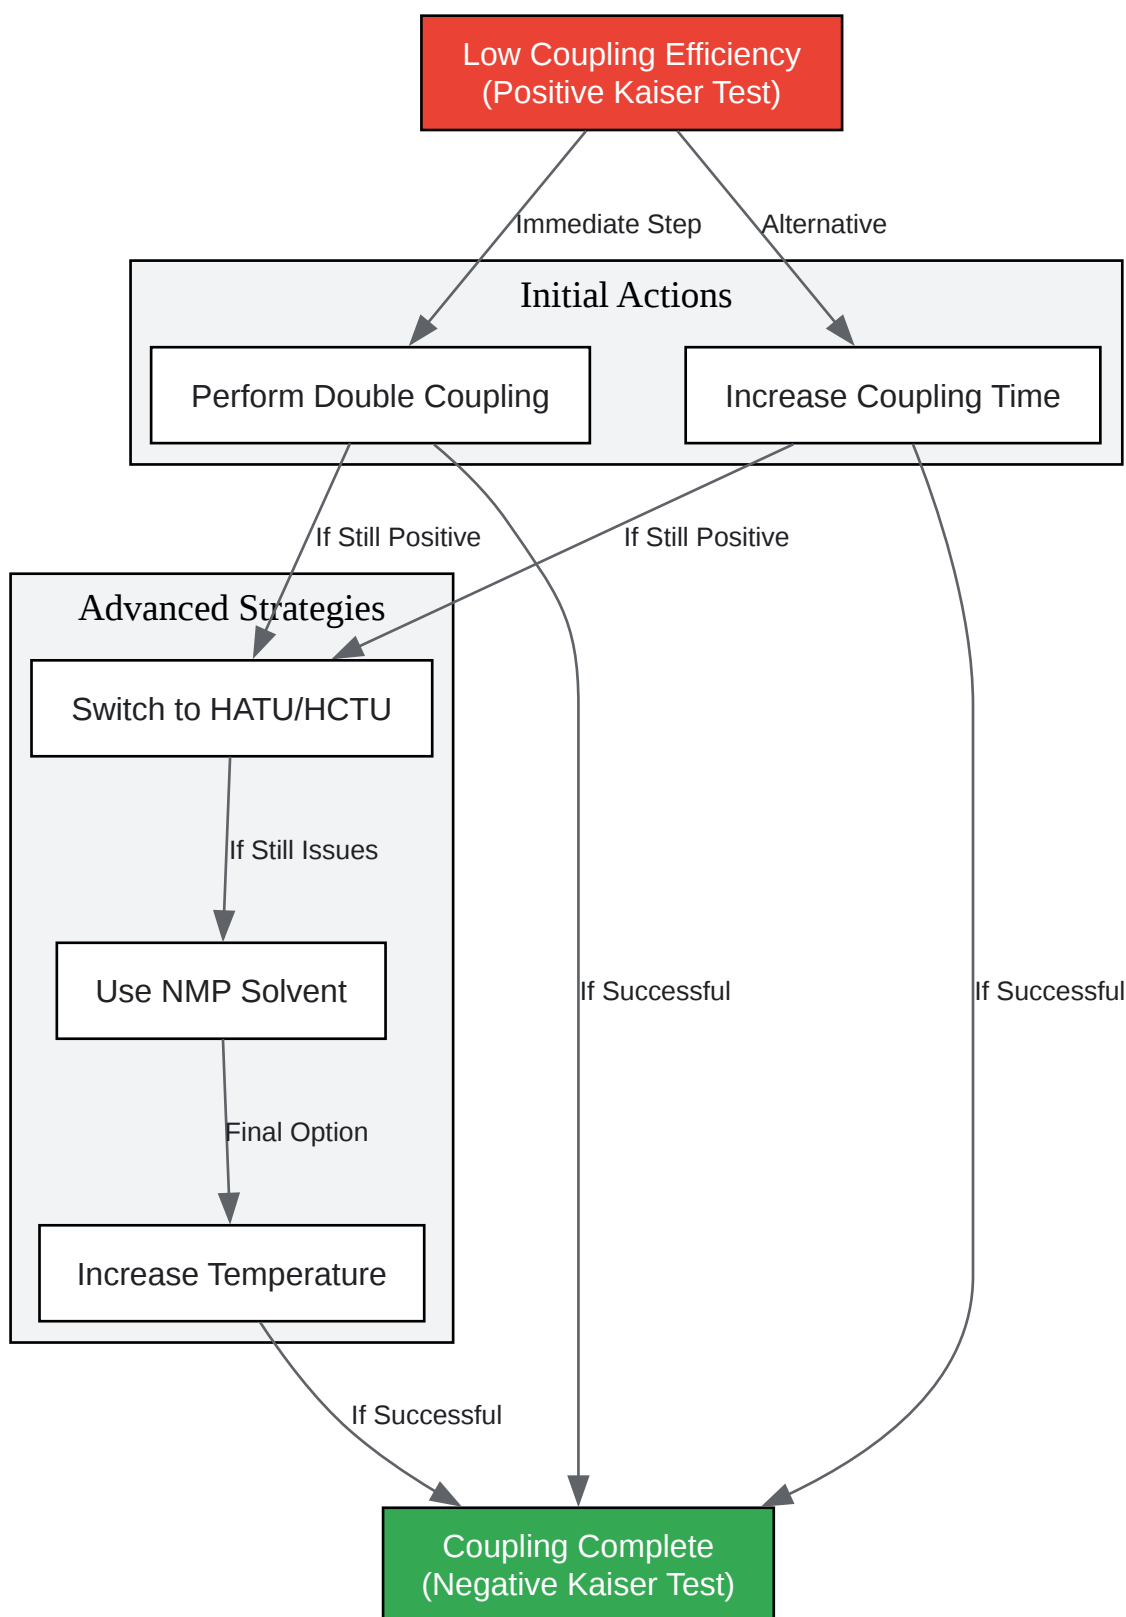 Low Coupling Efficiency
(Positive Kaiser Test)
Immediate Step
Alternative
Initial Actions
Perform Double Coupling
Increase Coupling Time
If Still Positive
If Still Positive
Advanced Strategies
Switch to HATU/HCTU
If Still Issues
Use NMP Solvent
If Successful
If Successful
Final Option
Increase Temperature
If Successful
Coupling Complete
(Negative Kaiser Test)